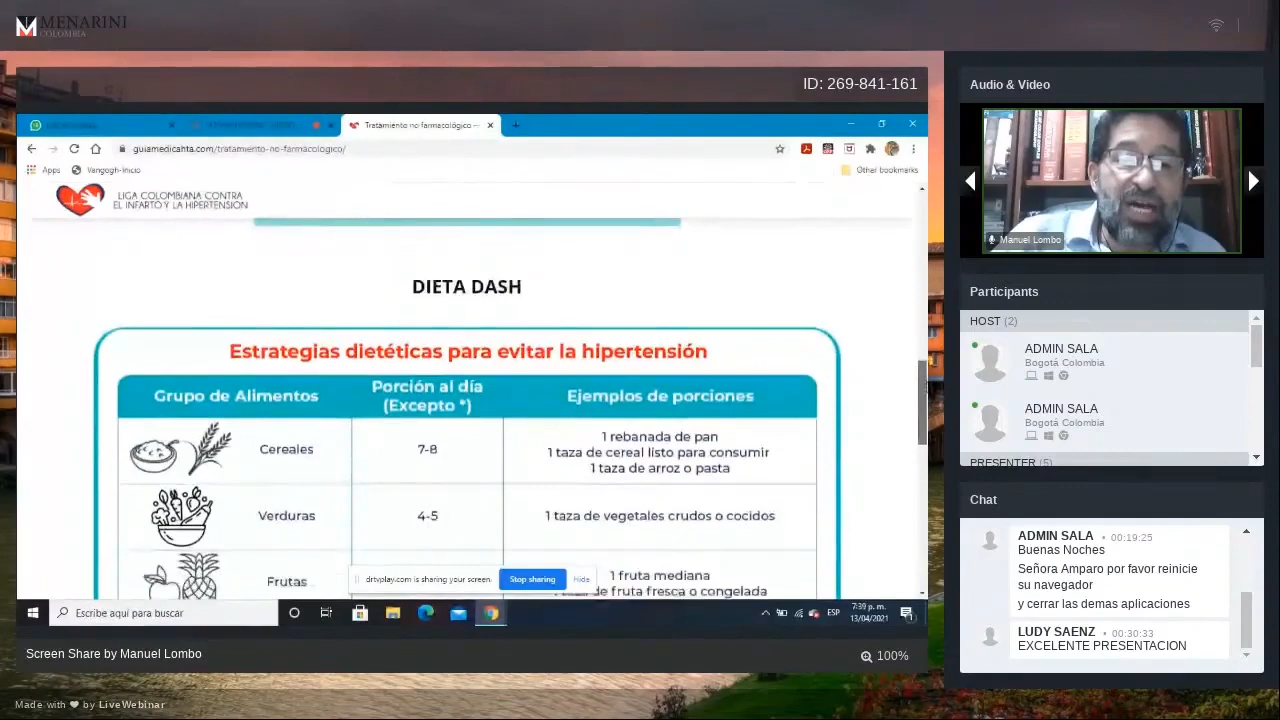 MENARINI
COLOMBIA
ID: 269-841-161
Tratamiento no farmacológico —
guiamedicahta.com/tratamiento-no-farmacologico/
Apps
Vangogh-Inicio
Other bookmarks
LIGA COLOMBIANA CONTRA
EL INFARTO Y LA HIPERTENSIÓN
DIETA DASH
Estrategias dietéticas para evitar la hipertensión
Grupo de Alimentos
Porción al día
(Excepto *)
Ejemplos de porciones
Cereales
7-8
1 rebanada de pan
1 taza de cereal listo para consumir
1 taza de arroz o pasta
Verduras
4-5
1 taza de vegetales crudos o cocidos
Frutas
1 fruta mediana
de fruta fresca o congelada
drtvplay.com is sharing your screen.
Stop sharing
Hide
Escribe aquí para buscar
ESP
7:39 p. m.
13/04/2021
Screen Share by Manuel Lombo
100%
Made with ❤ by LiveWebinar
Audio & Video
Manuel Lombo
Participants
HOST (2)
ADMIN SALA
Bogotá Colombia
ADMIN SALA
Bogotá Colombia
PRESENTER (5)
Chat
ADMIN SALA • 00:19:25
Buenas Noches
Señora Amparo por favor reinicie
su navegador
y cerrar las demas aplicaciones
LUDY SAENZ • 00:30:33
EXCELENTE PRESENTACION